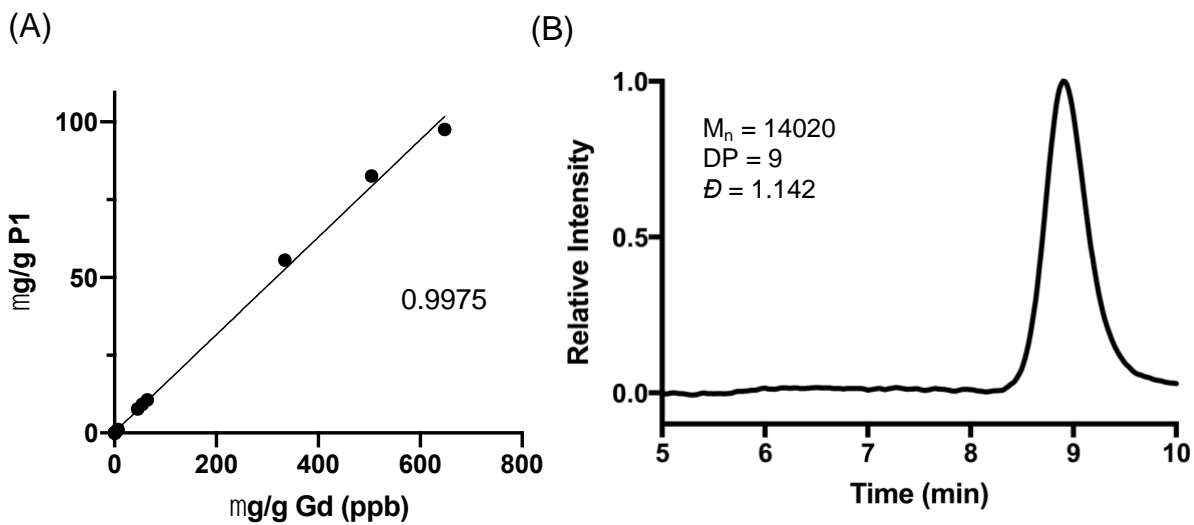 (A)
100
50
0
mg/g P1
0.9975
0 200 400 600 800
mg/g Gd (ppb)
(B)
1.0
0.5
0.0
Relative Intensity
Mn = 14020
DP = 9
Đ = 1.142
5 6 7 8 9 10
Time (min)